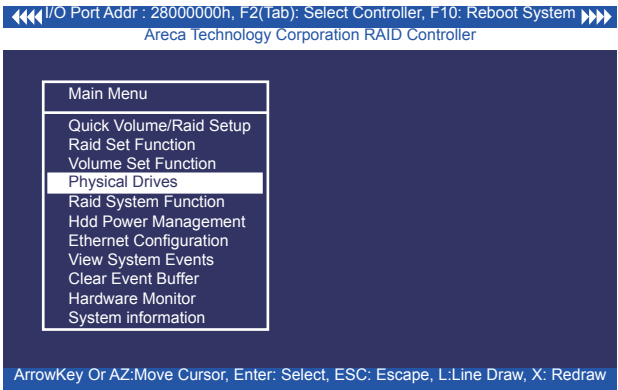 I/O Port Addr : 28000000h, F2(Tab): Select Controller, F10: Reboot System
Areca Technology Corporation RAID Controller
Main Menu
Quick Volume/Raid Setup
Raid Set Function
Volume Set Function
Physical Drives
Raid System Function
Hdd Power Management
Ethernet Configuration
View System Events
Clear Event Buffer
Hardware Monitor
System information
ArrowKey Or AZ:Move Cursor, Enter: Select, ESC: Escape, L:Line Draw, X: Redraw